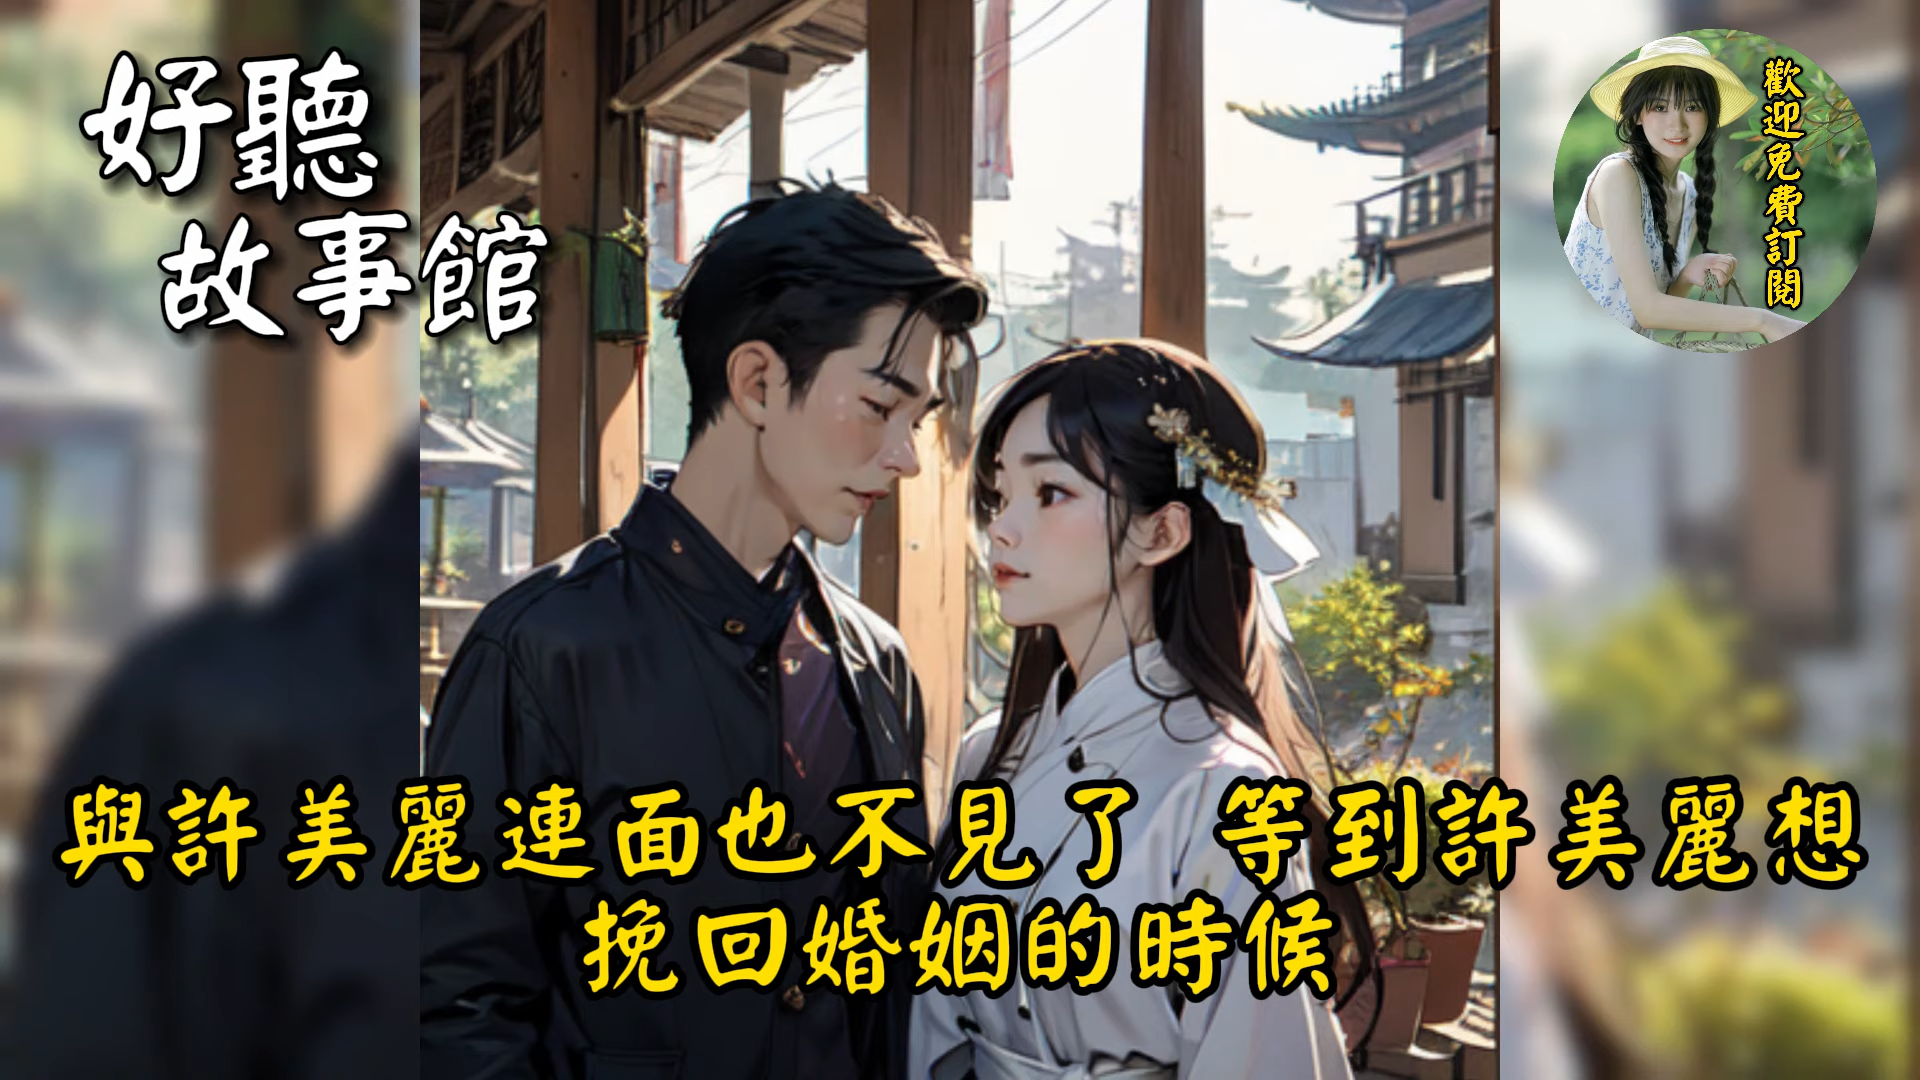 好聽
故事館
歡迎免費訂閱
與許美麗連面也不見了 等到許美麗想
挽回婚姻的時候